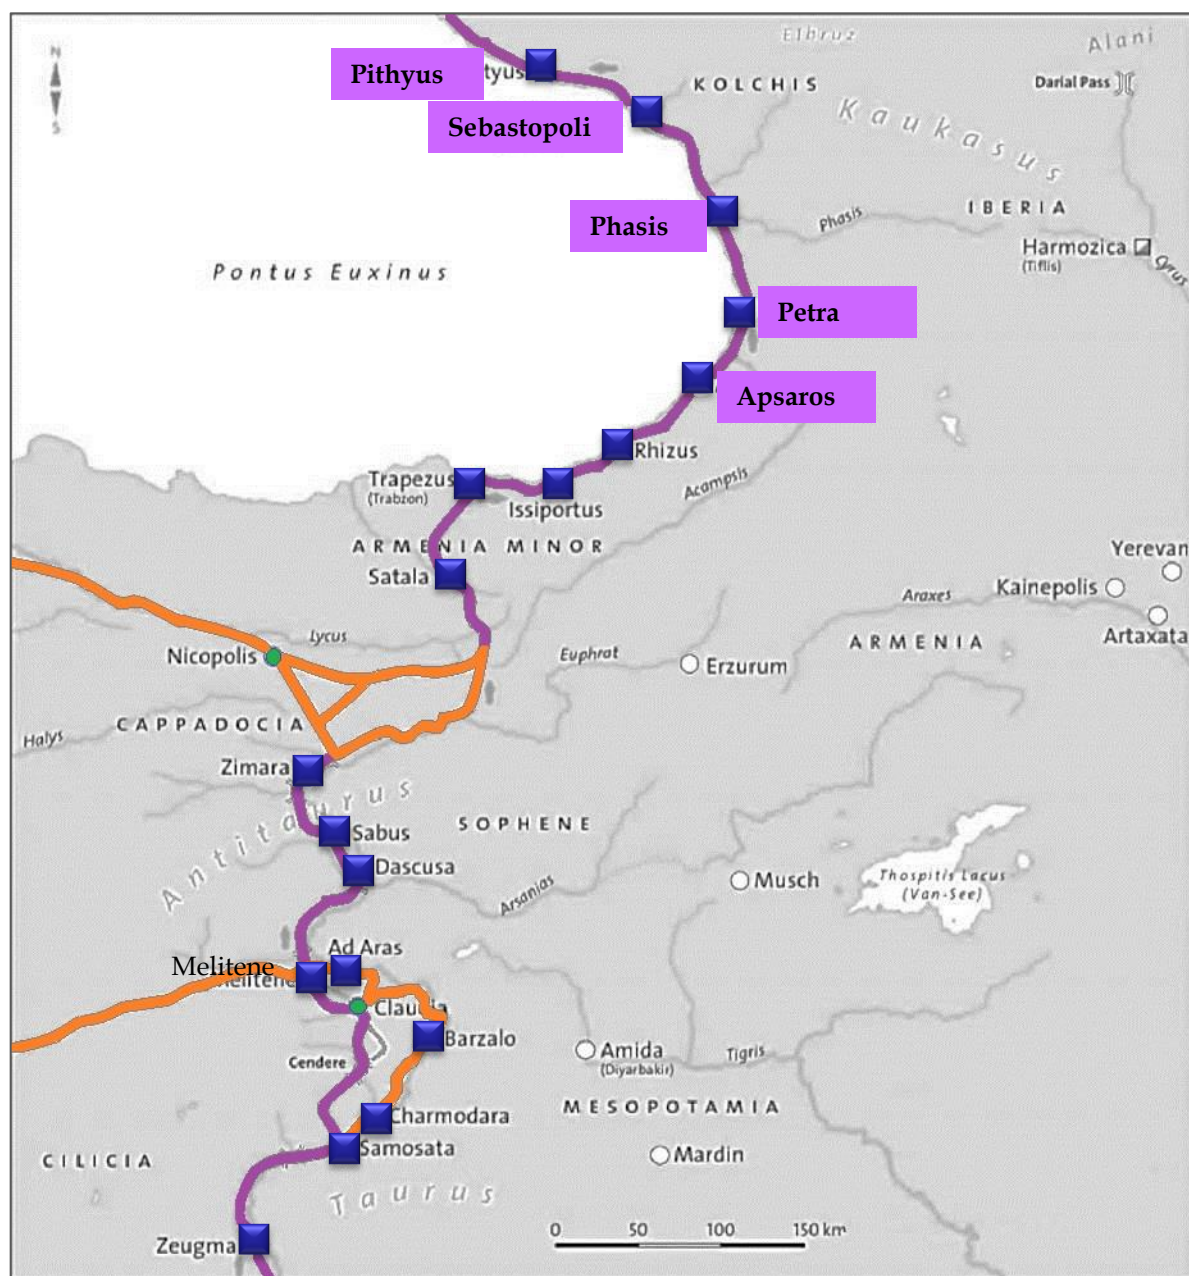 N
S
Elbruz
Alani
Pithyus
tyus
KOLCHIS
Darial Pass
Sebastopoli
Kaukasus
Phasis
Phasis
IBERIA
Harmozica
(Tiflis)
Cyrus
Pontus Euxinus
Petra
Apsaros
Rhizus
Trapezus
(Trabzon)
Issiportus
Acampsis
ARMENIA MINOR
Satala
Yerevan
Kainepolis
Araxes
Artaxata
ARMENIA
Lycus
Nicopolis
Euphrat
Erzurum
CAPPADOCIA
Halys
Zimara
Antitaurus
Sabus
SOPHENE
Dascusa
Arsanias
Musch
Thospitis Lacus
(Van-See)
Ad Aras
Melitene
elitene
Claudia
Barzalo
Cendere
Amida
(Diyarbakir)
Tigris
Charmodara
MESOPOTAMIA
Samosata
Mardin
CILICIA
Taurus
Zeugma
0 50 100 150 km